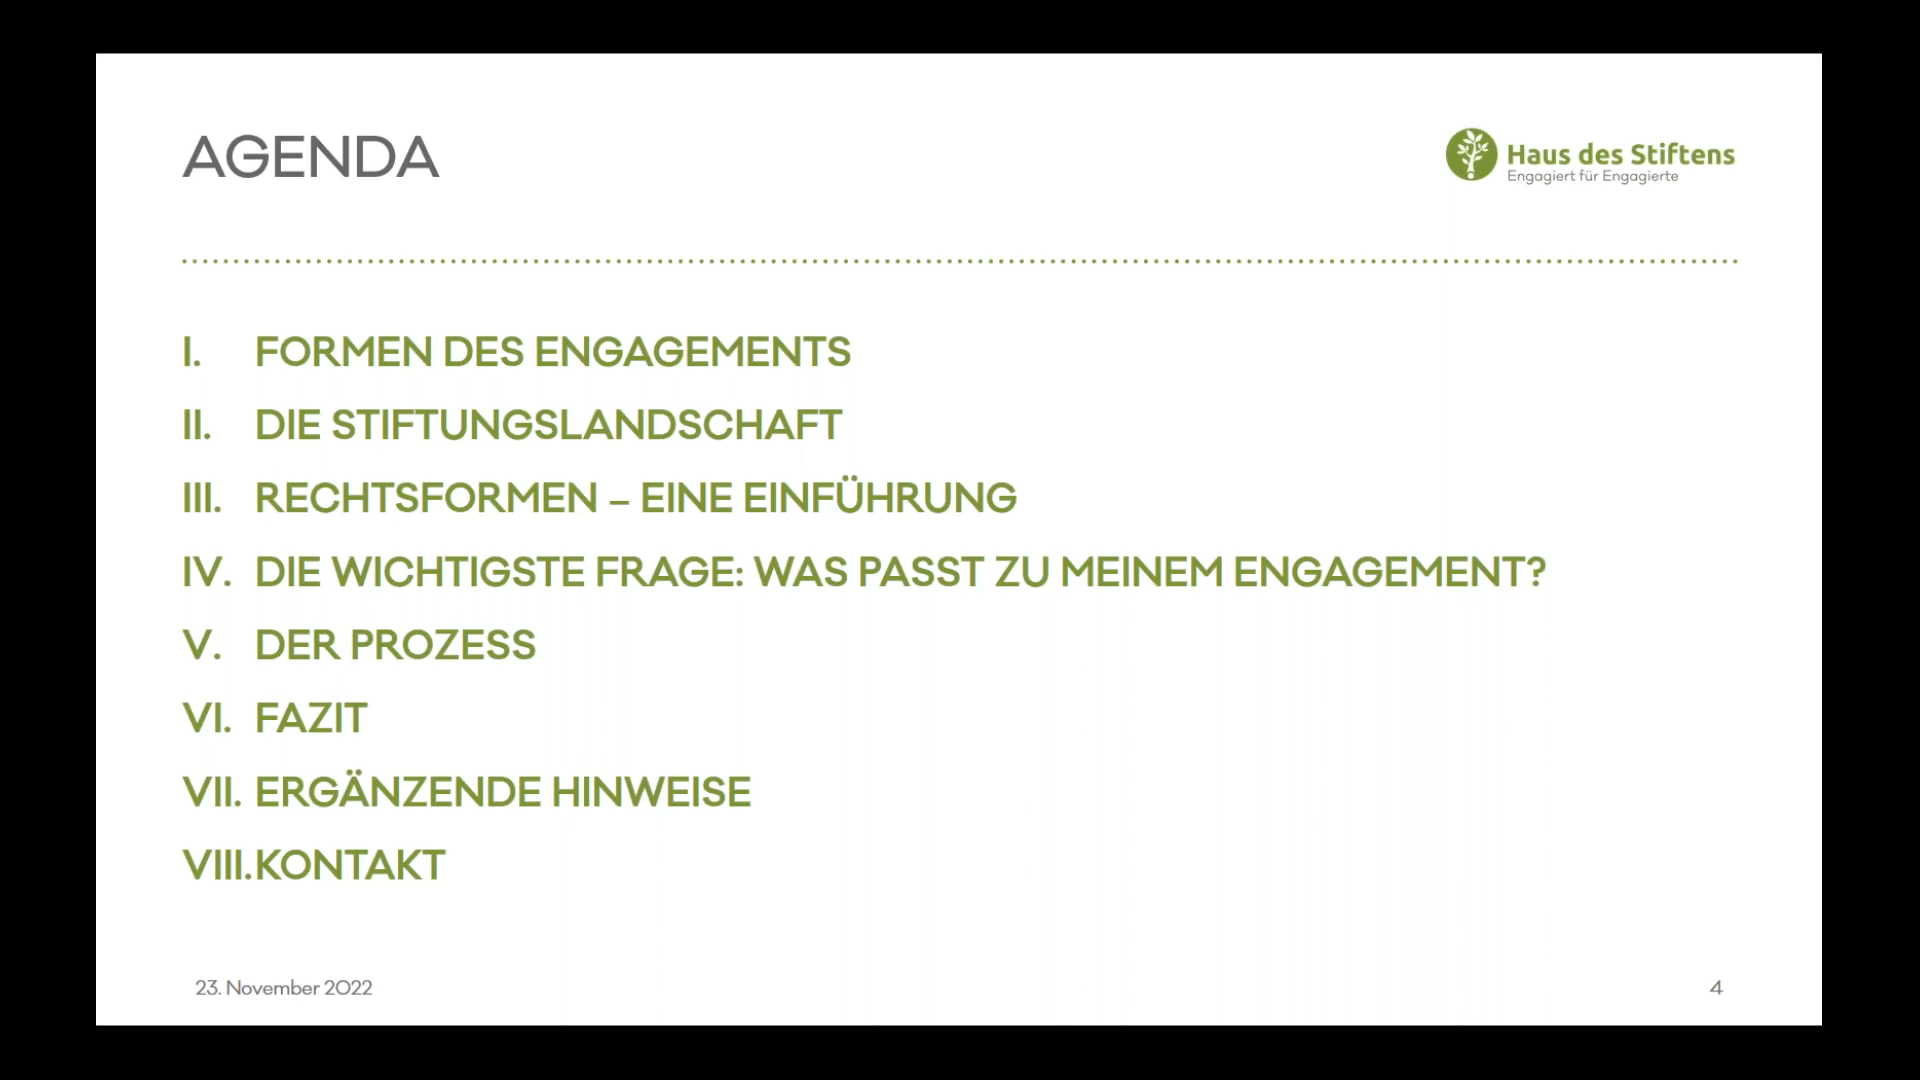 AGENDA
Haus des Stiftens
Engagiert für Engagierte
I. FORMEN DES ENGAGEMENTS
II. DIE STIFTUNGSLANDSCHAFT
III. RECHTSFORMEN – EINE EINFÜHRUNG
IV. DIE WICHTIGSTE FRAGE: WAS PASST ZU MEINEM ENGAGEMENT?
V. DER PROZESS
VI. FAZIT
VII. ERGÄNZENDE HINWEISE
VIII. KONTAKT
23. November 2022
4